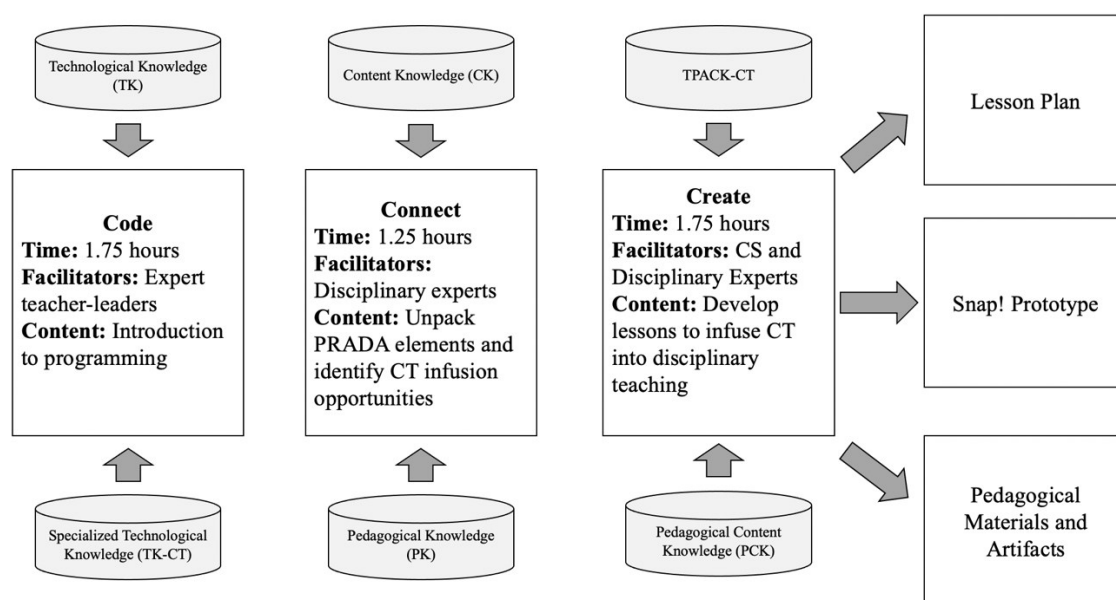 Technological Knowledge
(TK)
Content Knowledge (CK)
TPACK-CT
Lesson Plan
Code
Time: 1.75 hours
Facilitators: Expert
teacher-leaders
Content: Introduction
to programming
Connect
Time: 1.25 hours
Facilitators:
Disciplinary experts
Content: Unpack
PRADA elements and
identify CT infusion
opportunities
Create
Time: 1.75 hours
Facilitators: CS and
Disciplinary Experts
Content: Develop
lessons to infuse CT
into disciplinary
teaching
Snap! Prototype
Specialized Technological
Knowledge (TK-CT)
Pedagogical Knowledge
(PK)
Pedagogical Content
Knowledge (PCK)
Pedagogical
Materials and
Artifacts